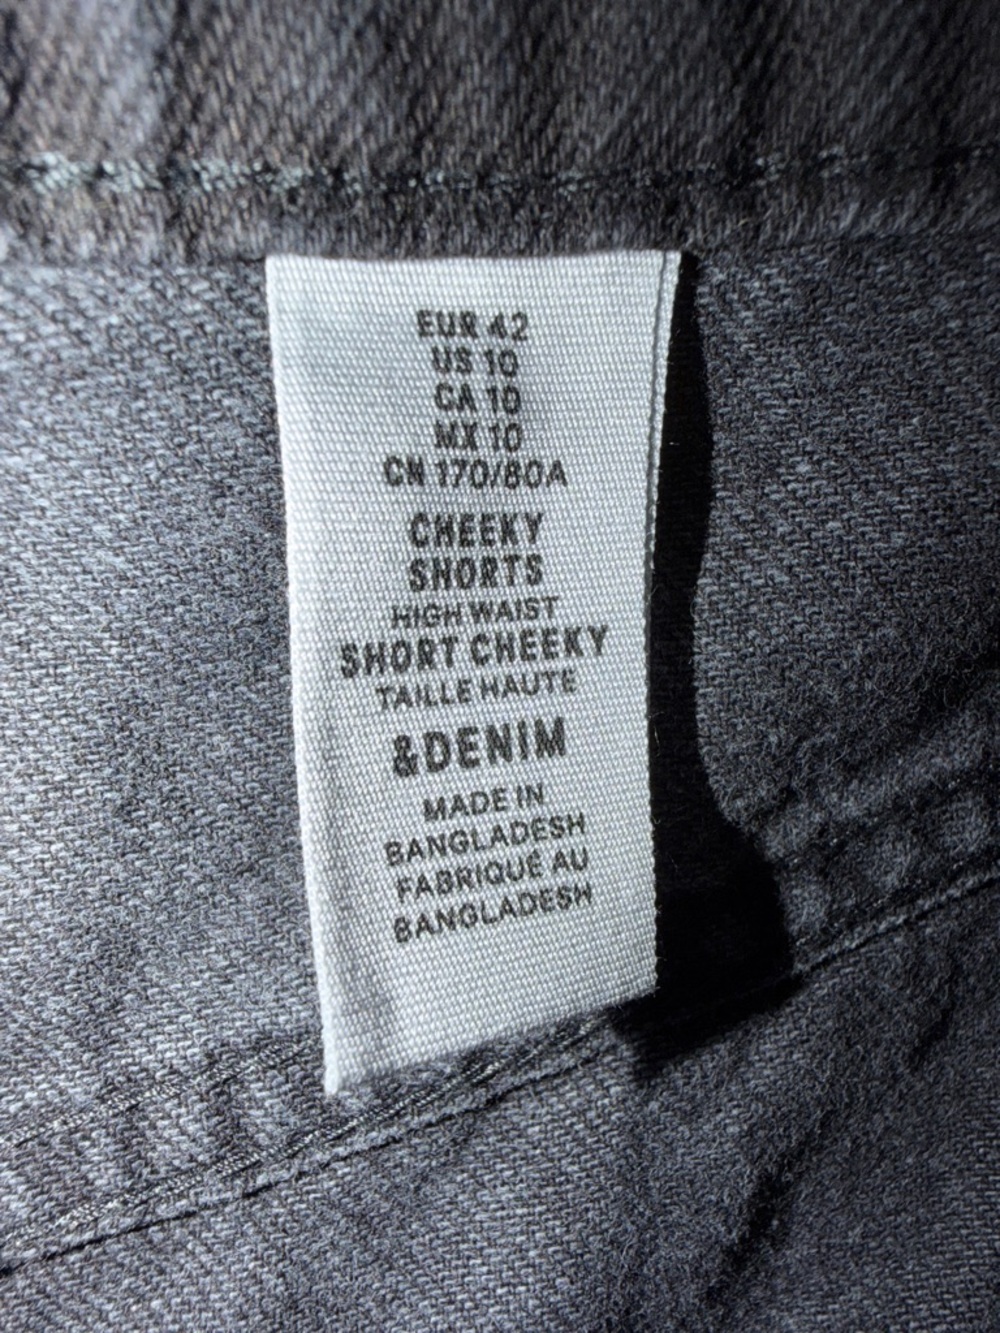 EUR 42
US 10
CA 10
MX 10
CN 170/80A
CHEEKY
SHORTS
HIGH WAIST
SHORT CHEEKY
TAILLE HAUTE
&DENIM
MADE IN
BANGLADESH
FABRIQUÉ AU
BANGLADESH